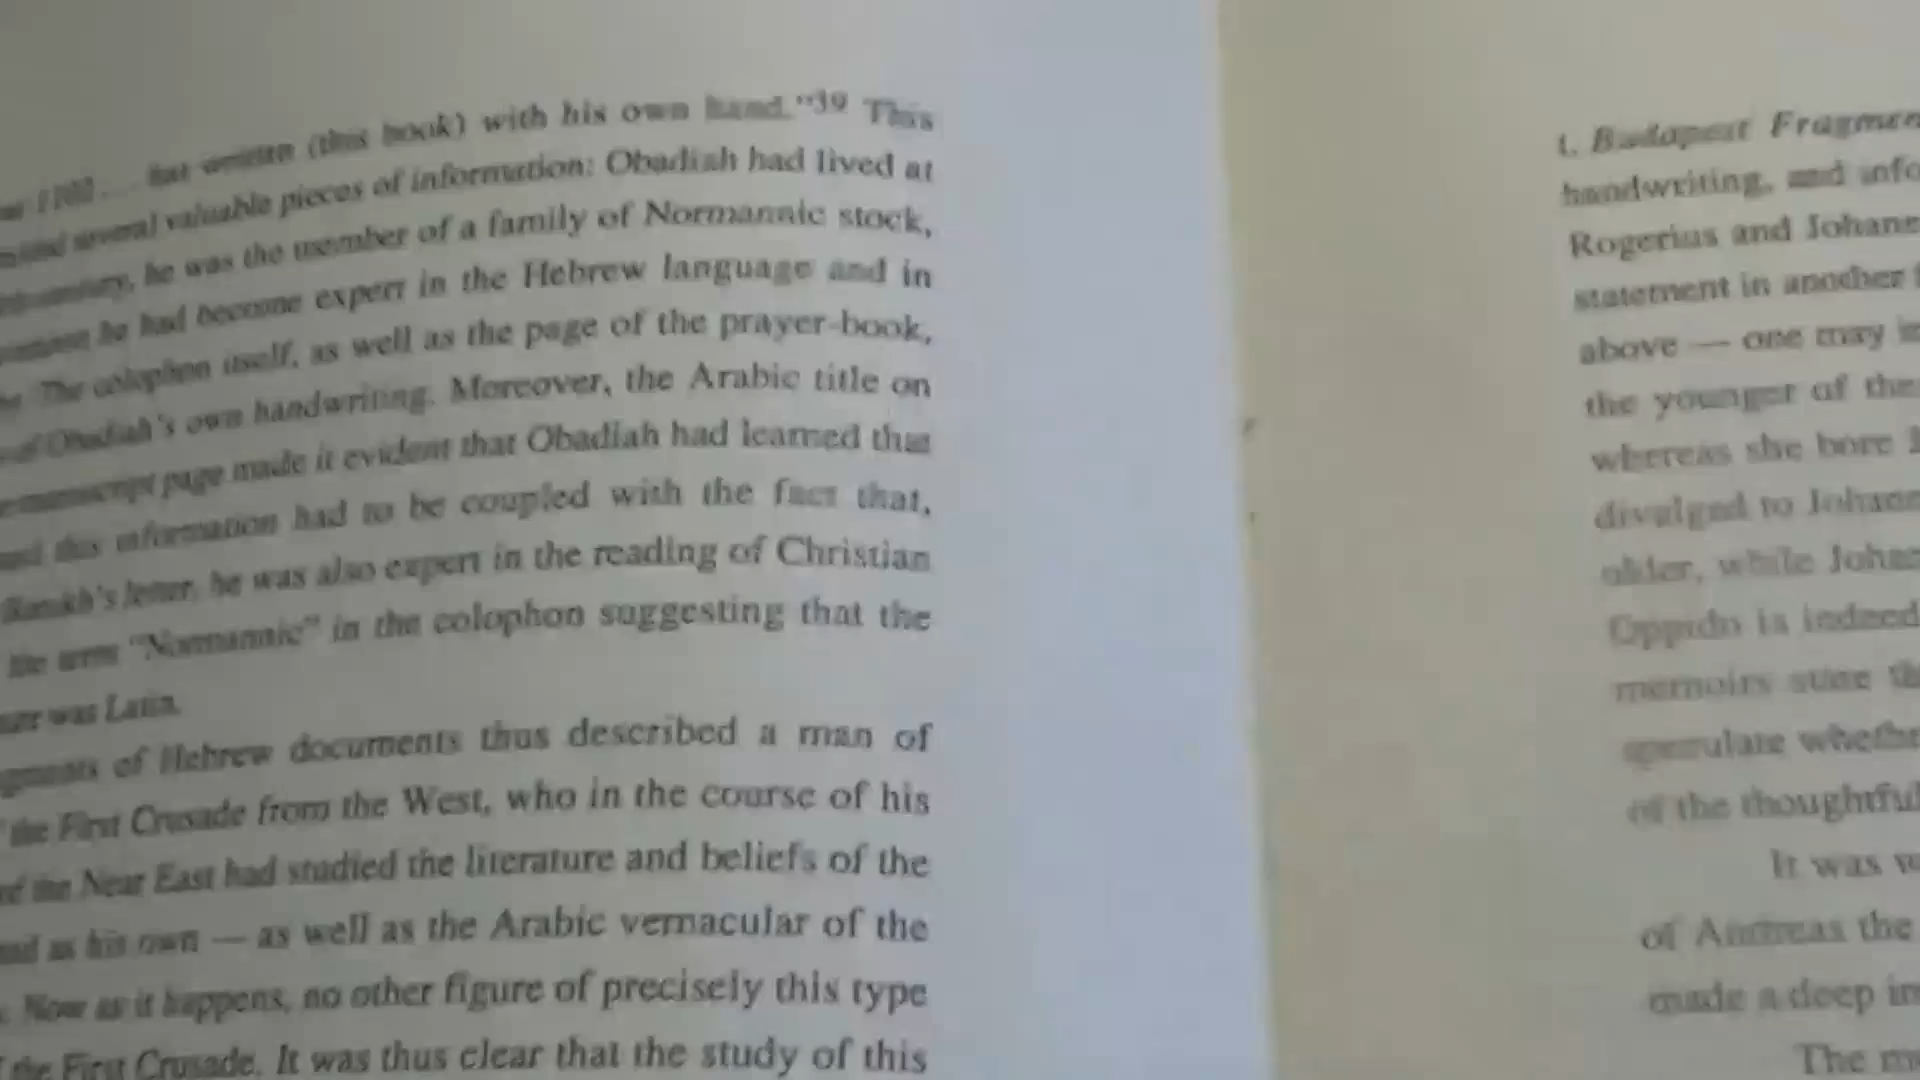 1102 ... has written (this book) with his own hand."39 This
several valuable pieces of information: Obadiah had lived at
he was the member of a family of Normannic stock,
he had become expert in the Hebrew language and in
The colophon itself, as well as the page of the prayer-book,
of Obadiah's own handwriting. Moreover, the Arabic title on
page made it evident that Obadiah had learned that
and this information had to be coupled with the fact that,
letter, he was also expert in the reading of Christian
the term "Normannic" in the colophon suggesting that the
was Latin.
of Hebrew documents thus described a man of
the First Crusade from the West, who in the course of his
the Near East had studied the literature and beliefs of the
as his own — as well as the Arabic vernacular of the
Now as it happens, no other figure of precisely this type
the First Crusade. It was thus clear that the study of this
1. Budapest
handwriting, and
Rogerius and
statement in another
above — one may
the younger of
whereas she bore
divulged to
older, while
Oppido is indeed
memoirs state
speculate
of the
It was
of Andreas the
made a deep
The